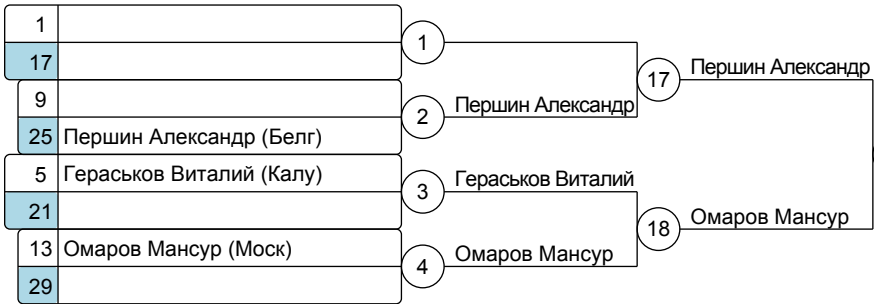 1
17
1
9
25 Першин Александр (Белг)
2
Першин Александр
17
Першин Александр
5 Гераськов Виталий (Калу)
21
3
Гераськов Виталий
13 Омаров Мансур (Моск)
29
4
Омаров Мансур
18
Омаров Мансур